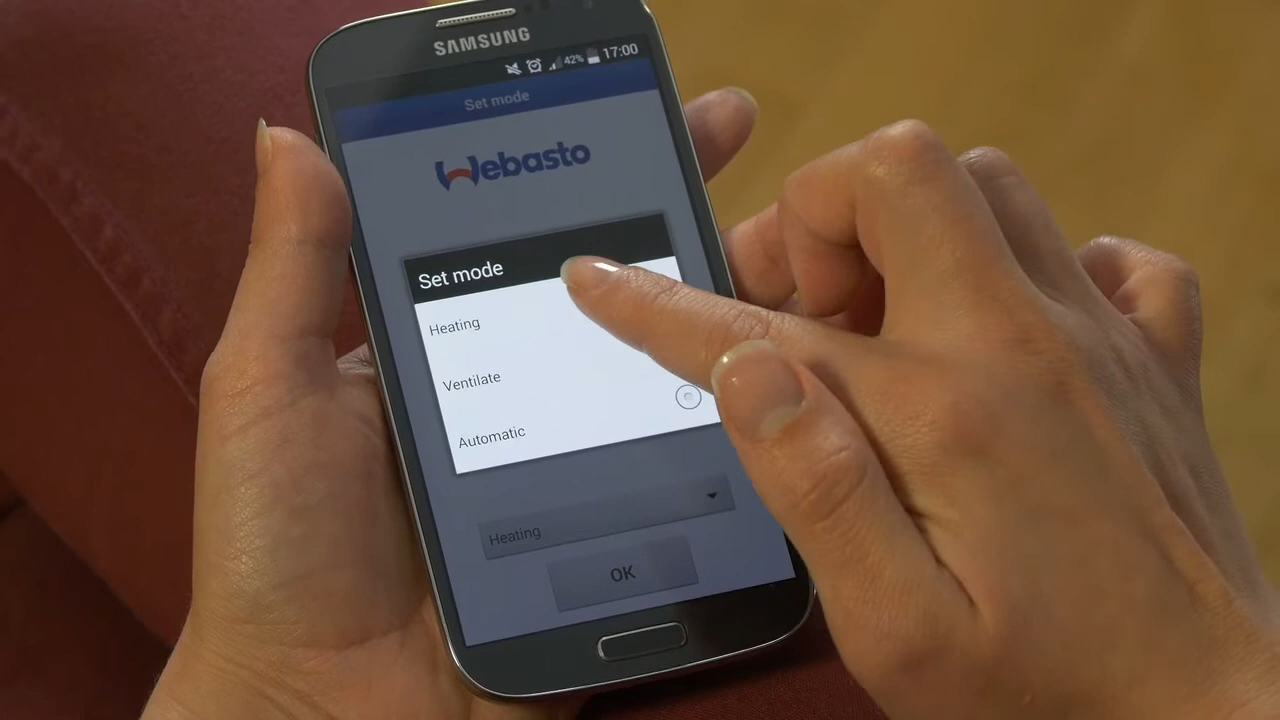 SAMSUNG
42% 17:00
Set mode
Webasto
Set mode
Heating
Ventilate
Automatic
Heating
OK